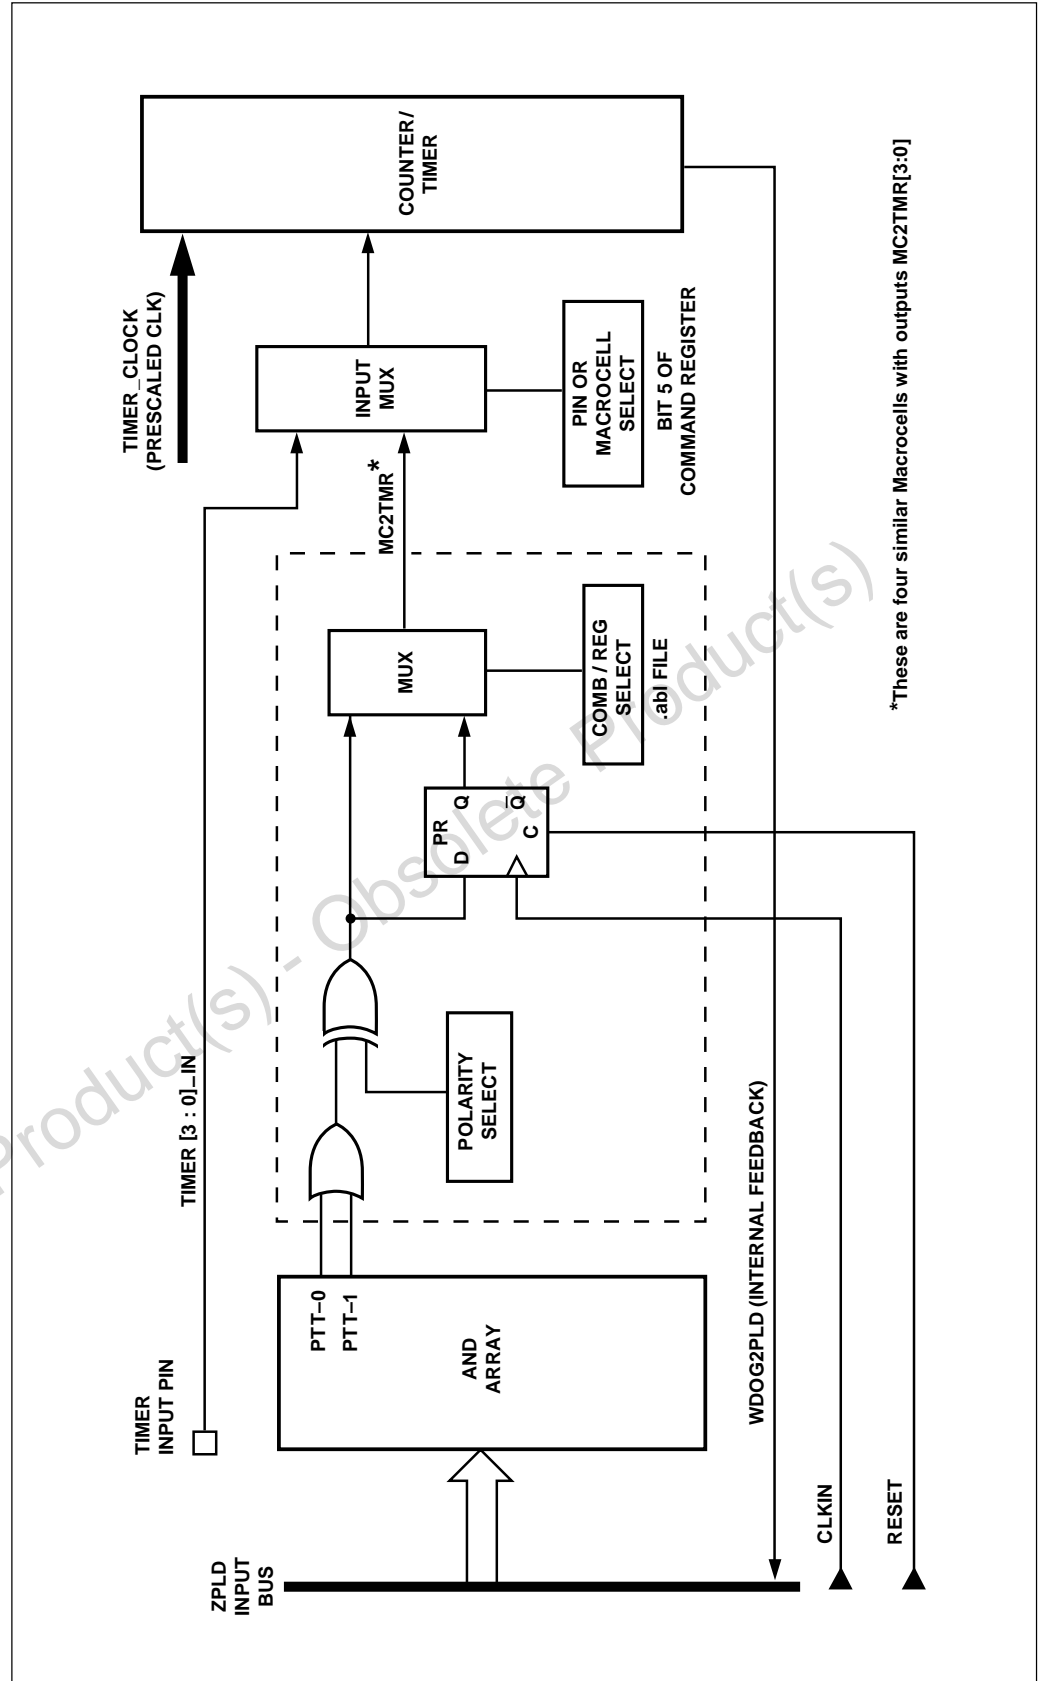 ZPLD
INPUT
BUS
TIMER
INPUT PIN
AND
ARRAY
PTT–0
PTT–1
TIMER [3 : 0]–IN
POLARITY
SELECT
PR
D
Q
Q̅
C
MUX
COMB / REG
SELECT
.abl FILE
MC2TMR*
TIMER_CLOCK
(PRESCALED CLK)
INPUT
MUX
PIN OR
MACROCELL
SELECT
BIT 5 OF
COMMAND REGISTER
COUNTER/
TIMER
WDOG2PLD (INTERNAL FEEDBACK)
CLKIN
RESET
*These are four similar Macrocells with outputs MC2TMR[3:0]
Product(s) - Obsolete Product(s)